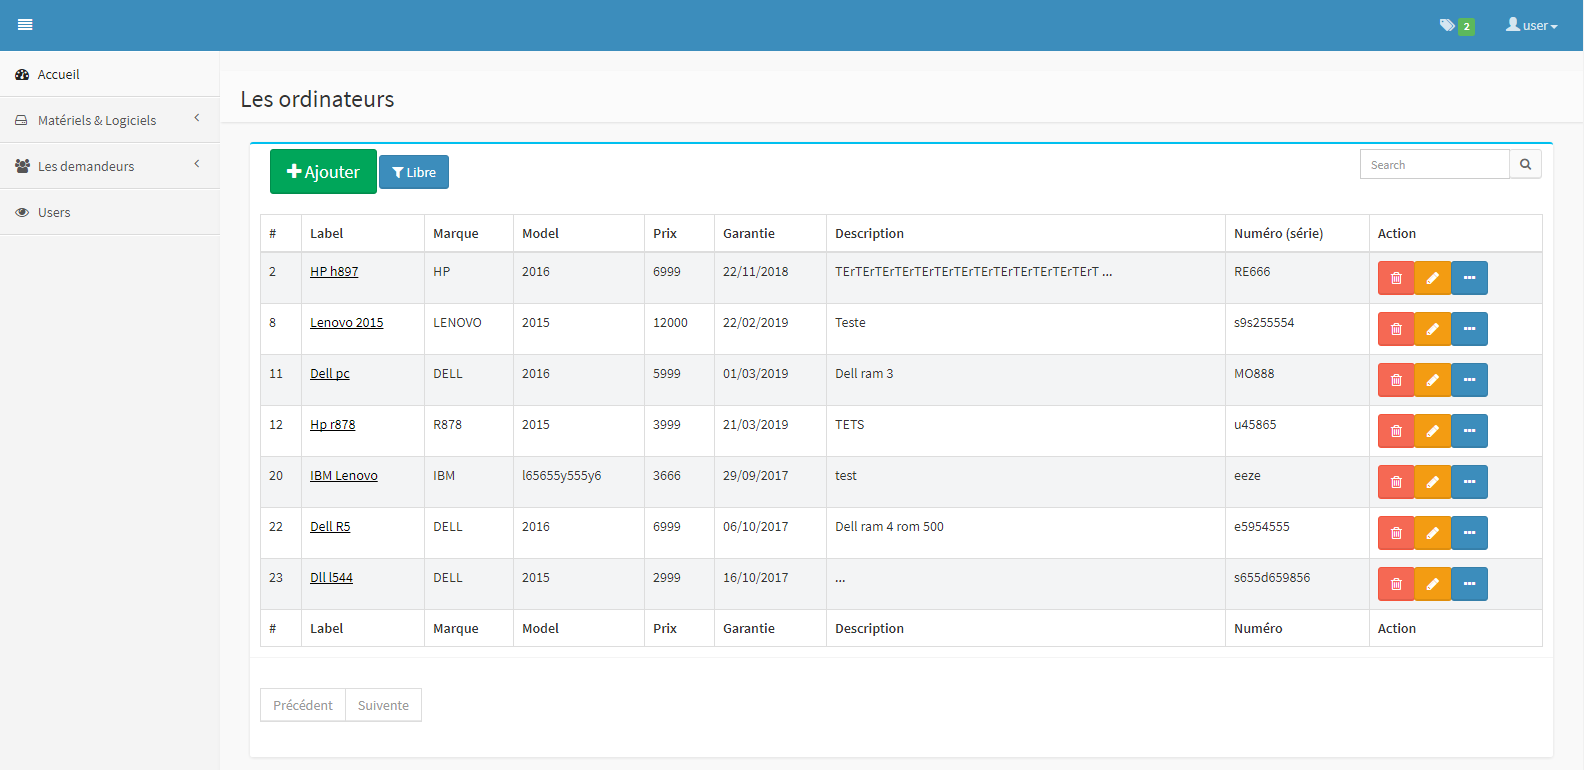 2 user
Accueil
Matériels & Logiciels
Les demandeurs
Users
Les ordinateurs
Ajouter Libre Search
# Label Marque Model Prix Garantie Description Numéro (série) Action
2 HP h897 HP 2016 6999 22/11/2018 TErTErTErTErTErTErTErTErTErTErTErTErTErT ... RE666
8 Lenovo 2015 LENOVO 2015 12000 22/02/2019 Teste s9s255554
11 Dell pc DELL 2016 5999 01/03/2019 Dell ram 3 MO888
12 Hp r878 R878 2015 3999 21/03/2019 TETS u45865
20 IBM Lenovo IBM l65655y555y6 3666 29/09/2017 test eeze
22 Dell R5 DELL 2016 6999 06/10/2017 Dell ram 4 rom 500 e5954555
23 Dll l544 DELL 2015 2999 16/10/2017 ... s655d659856
# Label Marque Model Prix Garantie Description Numéro Action
Précédent Suivente